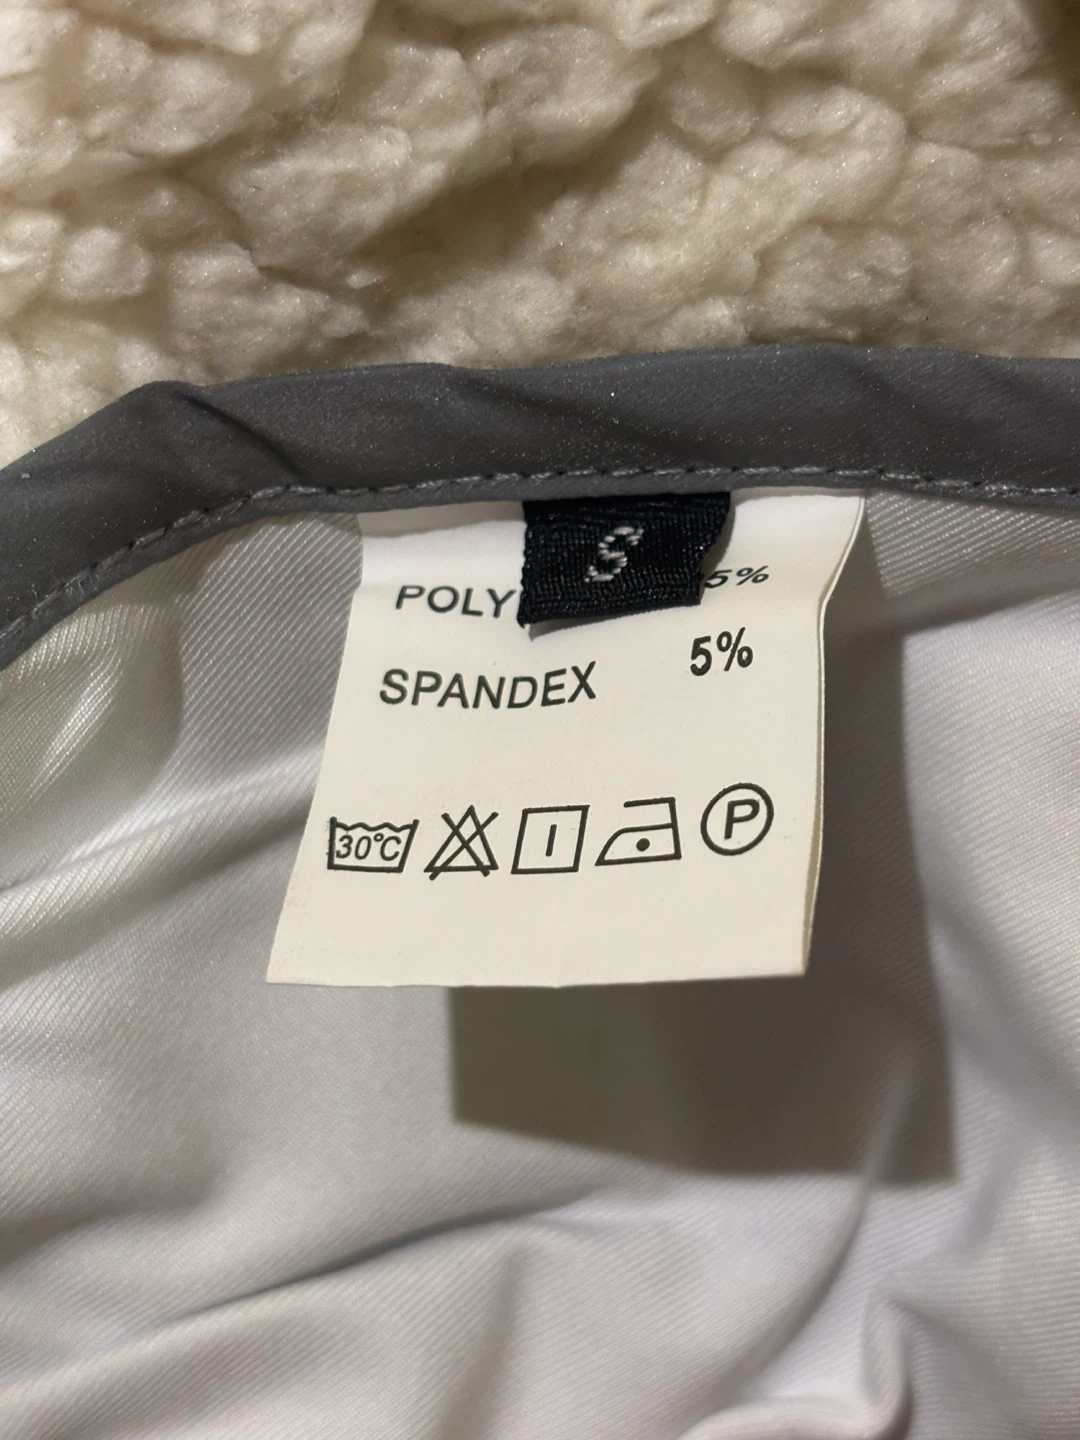 S
POLY 5%
SPANDEX 5%
30°C P